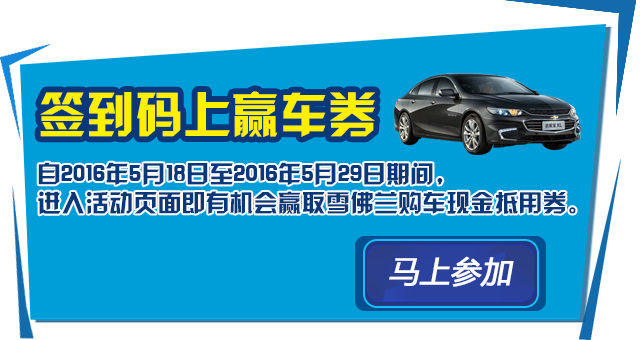 签到码上赢车券
自2016年5月18日至2016年5月29日期间，
进入活动页面即有机会赢取雪佛兰购车现金抵用券。
马上参加